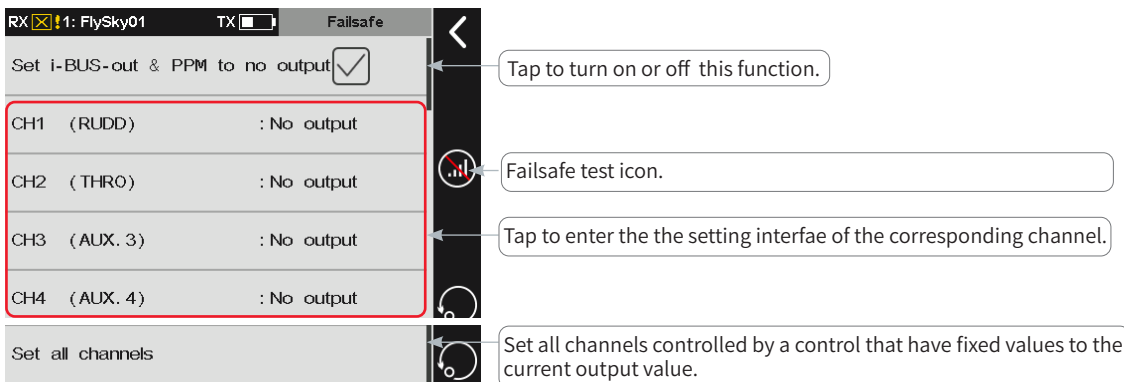 RX !1: FlySky01 TX Failsafe
Set i-BUS-out & PPM to no output
Tap to turn on or off this function.
CH1 (RUDD) : No output
CH2 (THRO) : No output
Failsafe test icon.
CH3 (AUX. 3) : No output
Tap to enter the the setting interfae of the corresponding channel.
CH4 (AUX. 4) : No output
Set all channels
Set all channels controlled by a control that have fixed values to the
current output value.